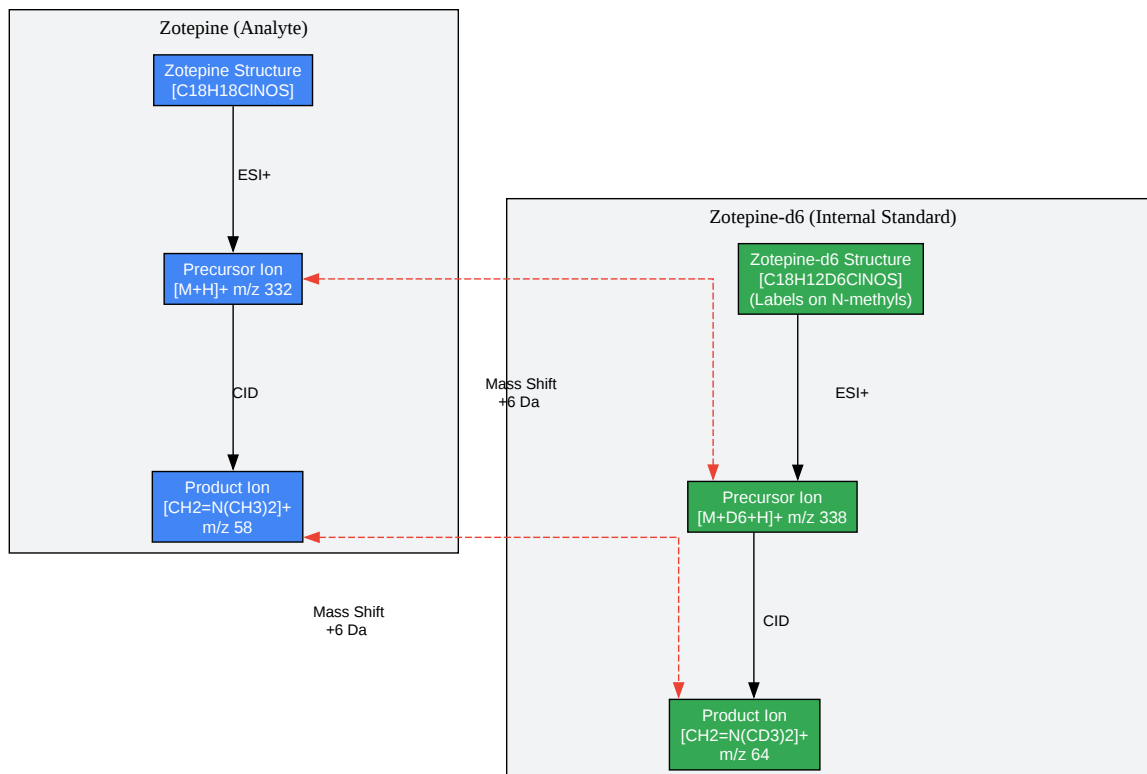 Zotepine (Analyte)
Zotepine Structure
[C18H18ClNOS]
ESI+
Precursor Ion
[M+H]+ m/z 332
CID
Product Ion
[CH2=N(CH3)2]+
m/z 58
Mass Shift
+6 Da
Mass Shift
+6 Da
Zotepine-d6 (Internal Standard)
Zotepine-d6 Structure
[C18H12D6ClNOS]
(Labels on N-methyls)
ESI+
Precursor Ion
[M+D6+H]+ m/z 338
CID
Product Ion
[CH2=N(CD3)2]+
m/z 64